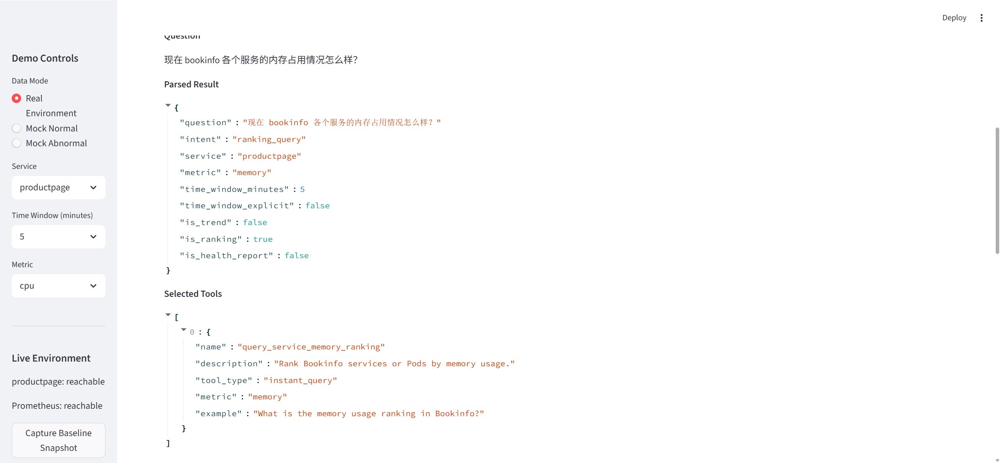 Deploy
Demo Controls
Data Mode
Real
Environment
Mock Normal
Mock Abnormal
Service
productpage
Time Window (minutes)
5
Metric
cpu
Live Environment
productpage: reachable
Prometheus: reachable
Capture Baseline
Snapshot
Question
现在 bookinfo 各个服务的内存占用情况怎么样？
Parsed Result
{
"question" : "现在 bookinfo 各个服务的内存占用情况怎么样？"
"intent" : "ranking_query"
"service" : "productpage"
"metric" : "memory"
"time_window_minutes" : 5
"time_window_explicit" : false
"is_trend" : false
"is_ranking" : true
"is_health_report" : false
}
Selected Tools
[
0 : {
"name" : "query_service_memory_ranking"
"description" : "Rank Bookinfo services or Pods by memory usage."
"tool_type" : "instant_query"
"metric" : "memory"
"example" : "What is the memory usage ranking in Bookinfo?"
}
]